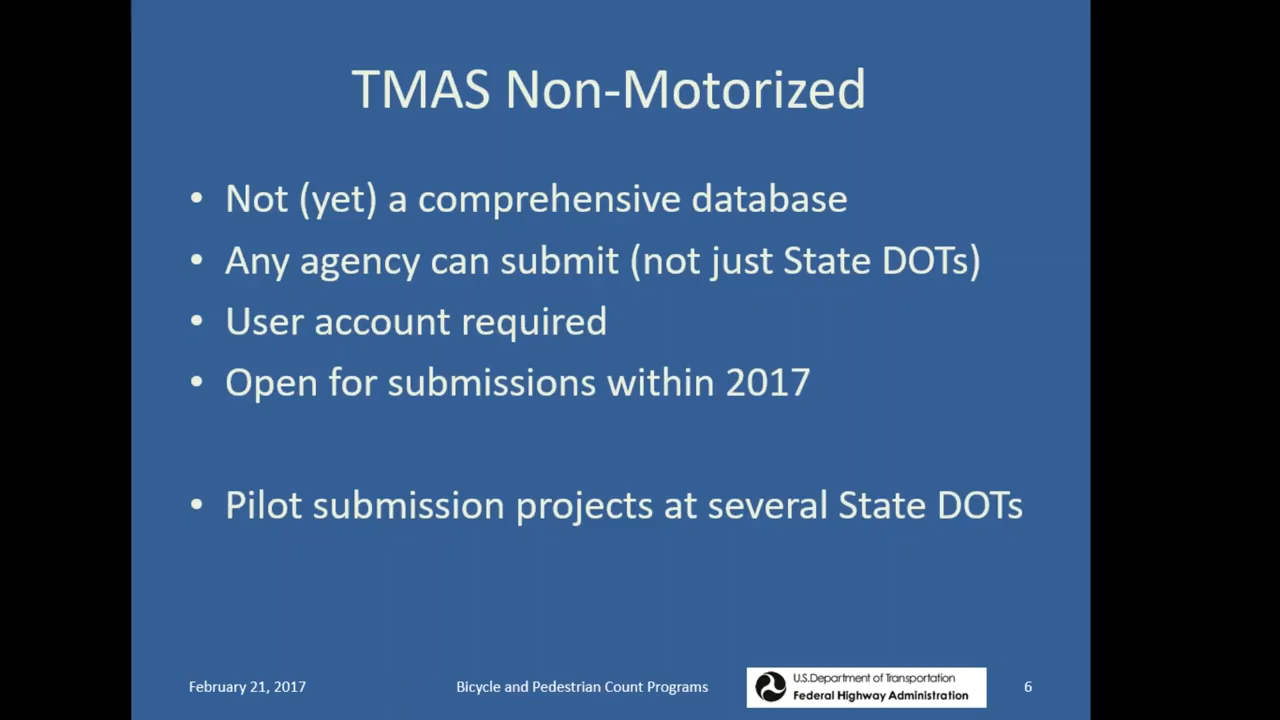 TMAS Non-Motorized
• Not (yet) a comprehensive database
• Any agency can submit (not just State DOTs)
• User account required
• Open for submissions within 2017
• Pilot submission projects at several State DOTs
February 21, 2017
Bicycle and Pedestrian Count Programs
U.S.Department of Transportation
Federal Highway Administration
6